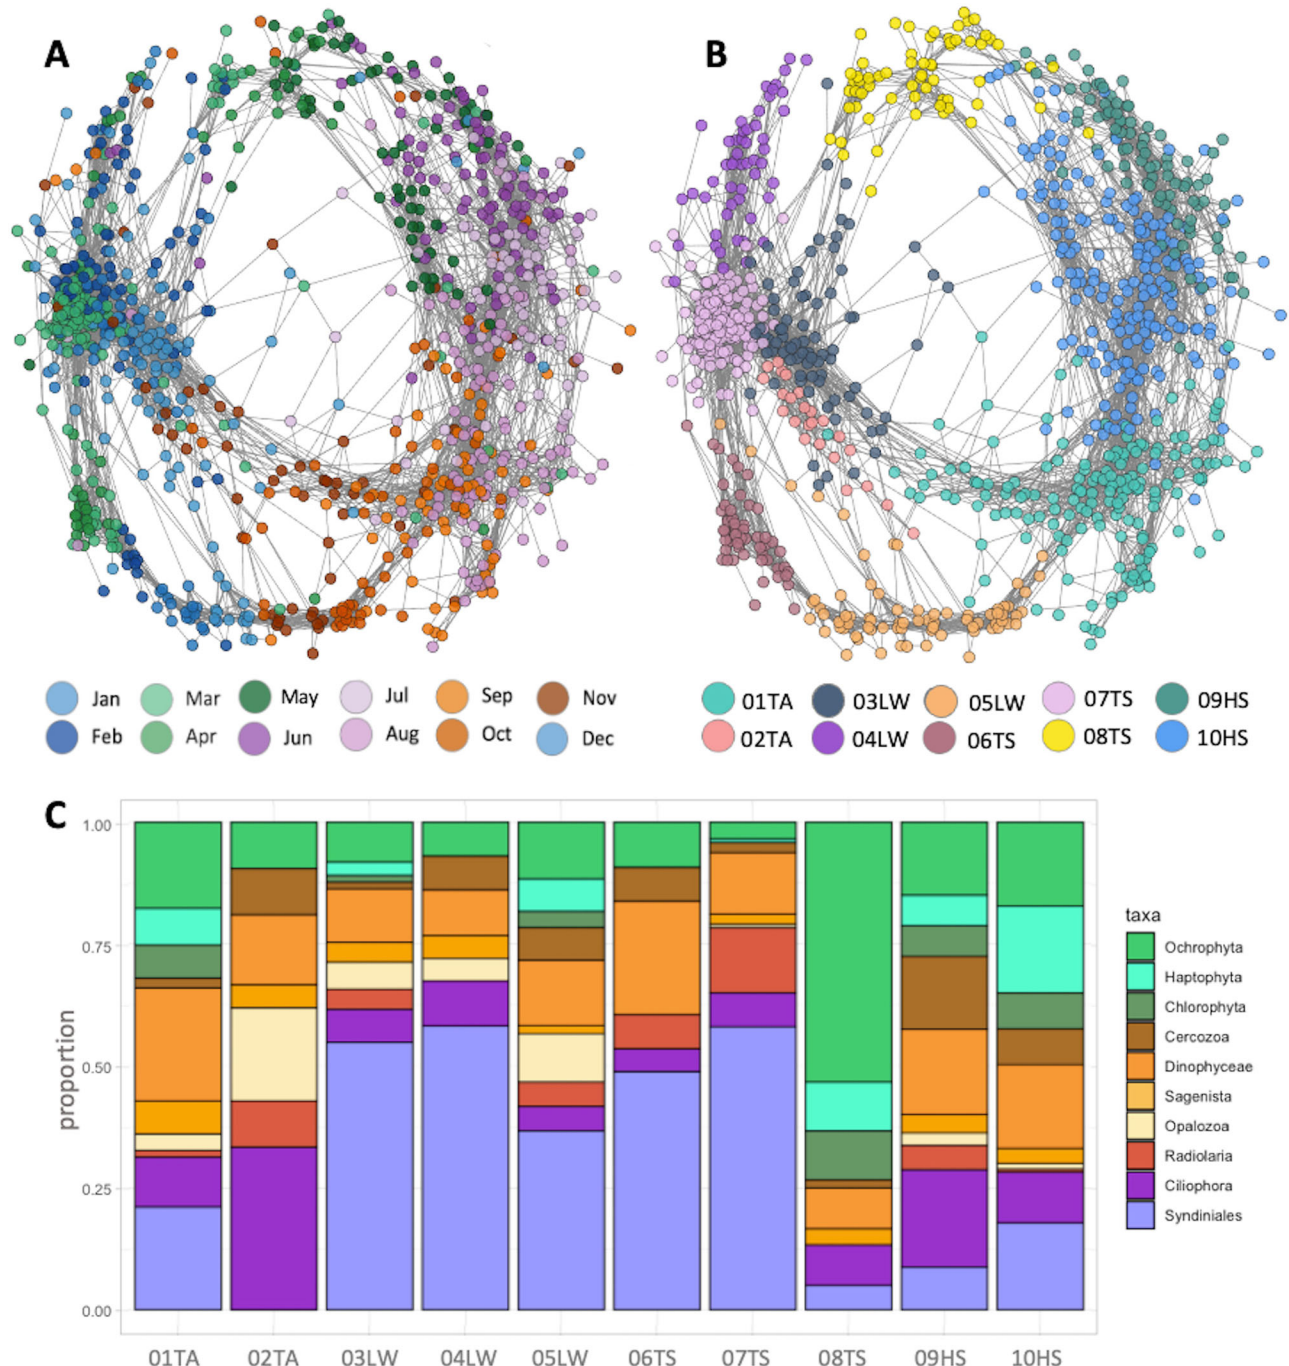 A
B
Jan Mar May Jul Sep Nov
Feb Apr Jun Aug Oct Dec
01TA 03LW 05LW 07TS 09HS
02TA 04LW 06TS 08TS 10HS
C
1.00
0.75
0.50
0.25
0.00
proportion
taxa
Ochrophyta
Haptophyta
Chlorophyta
Cercozoa
Dinophyceae
Sagenista
Opalozoa
Radiolaria
Ciliophora
Syndiniales
01TA 02TA 03LW 04LW 05LW 06TS 07TS 08TS 09HS 10HS